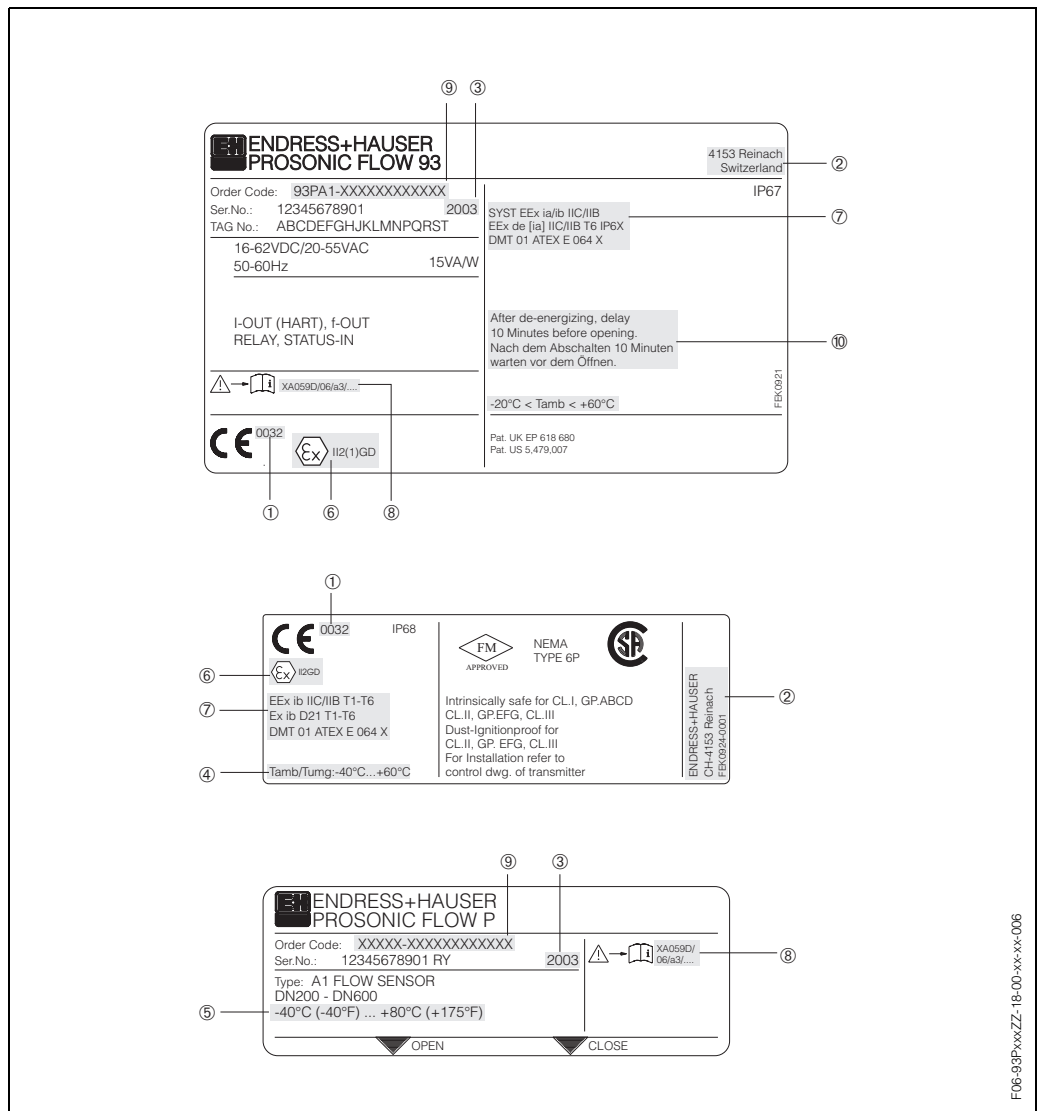 ⑨ ③
ENDRESS+HAUSER
PROSONIC FLOW 93
4153 Reinach
Switzerland
②
Order Code: 93PA1-XXXXXXXXXXXX
Ser.No.: 12345678901 2003
TAG No.: ABCDEFGHJKLMNPQRST
IP67
SYST EEx ia/ib IIC/IIB
EEx de [ia] IIC/IIB T6 IP6X
DMT 01 ATEX E 064 X
⑦
16-62VDC/20-55VAC
50-60Hz 15VA/W
I-OUT (HART), f-OUT
RELAY, STATUS-IN
After de-energizing, delay
10 Minutes before opening.
Nach dem Abschalten 10 Minuten
warten vor dem Öffnen.
⑩
i XA059D/06/a3/....
-20°C < Tamb < +60°C
FEK0921
CE 0032
Ex II2(1)GD
Pat. UK EP 618 680
Pat. US 5,479,007
① ⑥ ⑧
①
CE 0032 IP68
⑥
Ex II2GD
⑦
EEx ib IIC/IIB T1-T6
Ex ib D21 T1-T6
DMT 01 ATEX E 064 X
④
Tamb/Tumg:-40°C...+60°C
FM
APPROVED
NEMA
TYPE 6P
SA
Intrinsically safe for CL.I, GP.ABCD
CL.II, GP.EFG, CL.III
Dust-Ignitionproof for
CL.II, GP. EFG, CL.III
For Installation refer to
control dwg. of transmitter
ENDRESS+HAUSER
CH-4153 Reinach
FEK0924-0001
②
⑨ ③
EH ENDRESS+HAUSER
PROSONIC FLOW P
Order Code: XXXXX-XXXXXXXXXXXX
Ser.No.: 12345678901 RY 2003
i XA059D/
06/a3/....
⑧
Type: A1 FLOW SENSOR
DN200 - DN600
⑤
-40°C (-40°F) ... +80°C (+175°F)
OPEN CLOSE
F06-93PxxxZZ-18-00-xx-xx-006